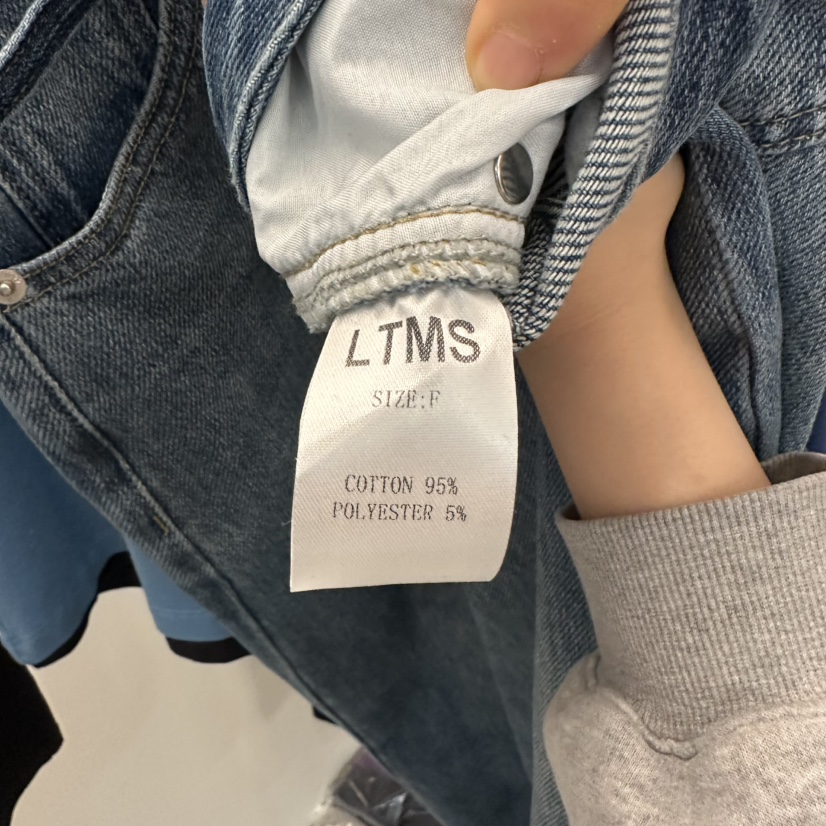 LTMS
SIZE:F
COTTON 95%
POLYESTER 5%